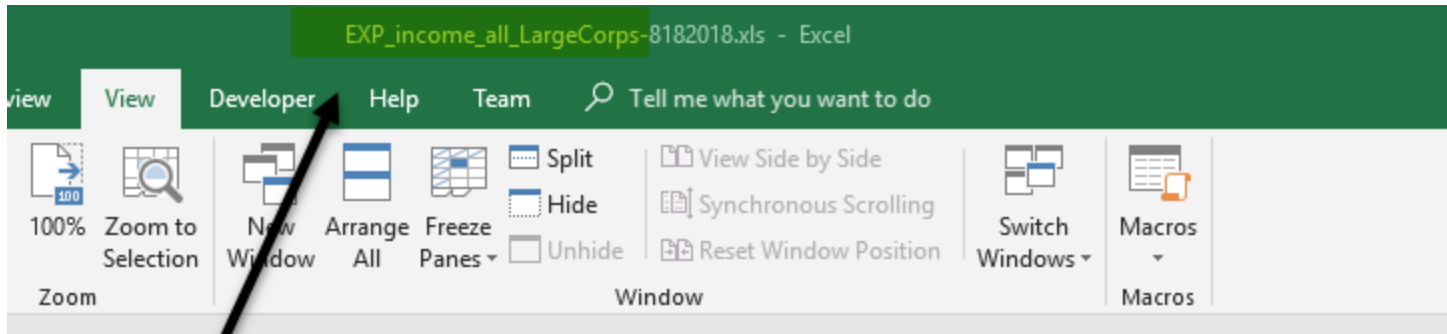 EXP_income_all_LargeCorps-8182018.xls - Excel
view View Developer Help Team Tell me what you want to do
100
100% Zoom to Selection New Window Arrange All Freeze Panes Split Hide Unhide View Side by Side Synchronous Scrolling Reset Window Position Switch Windows Macros
Zoom Window Macros